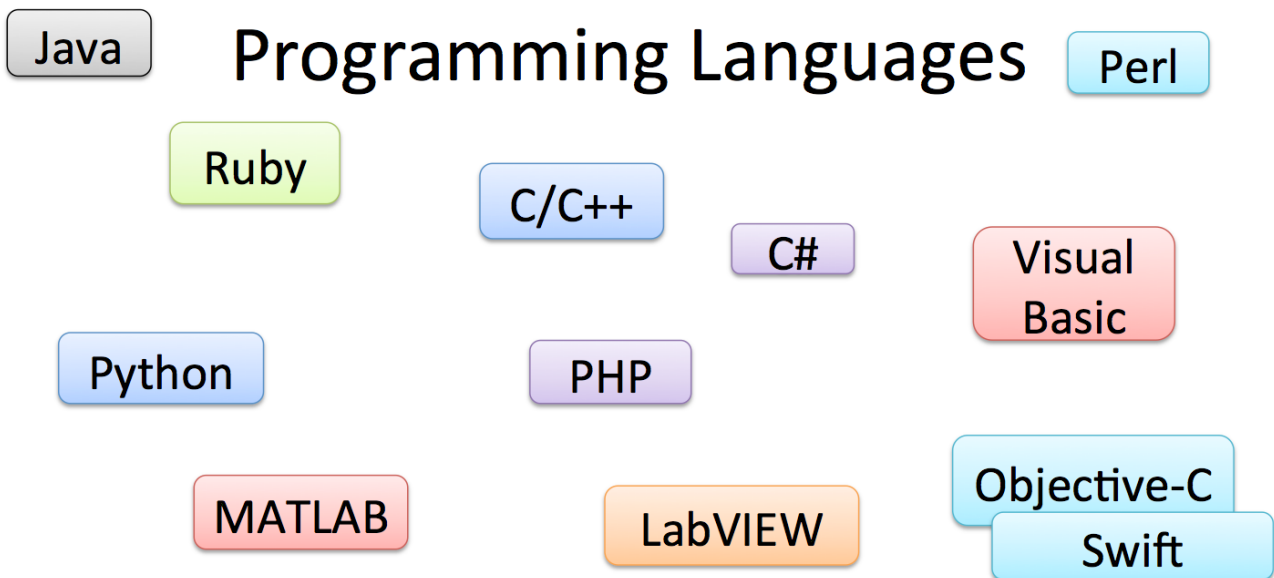 Java
Programming Languages
Perl
Ruby
C/C++
C#
Visual
Basic
Python
PHP
MATLAB
LabVIEW
Objective-C
Swift